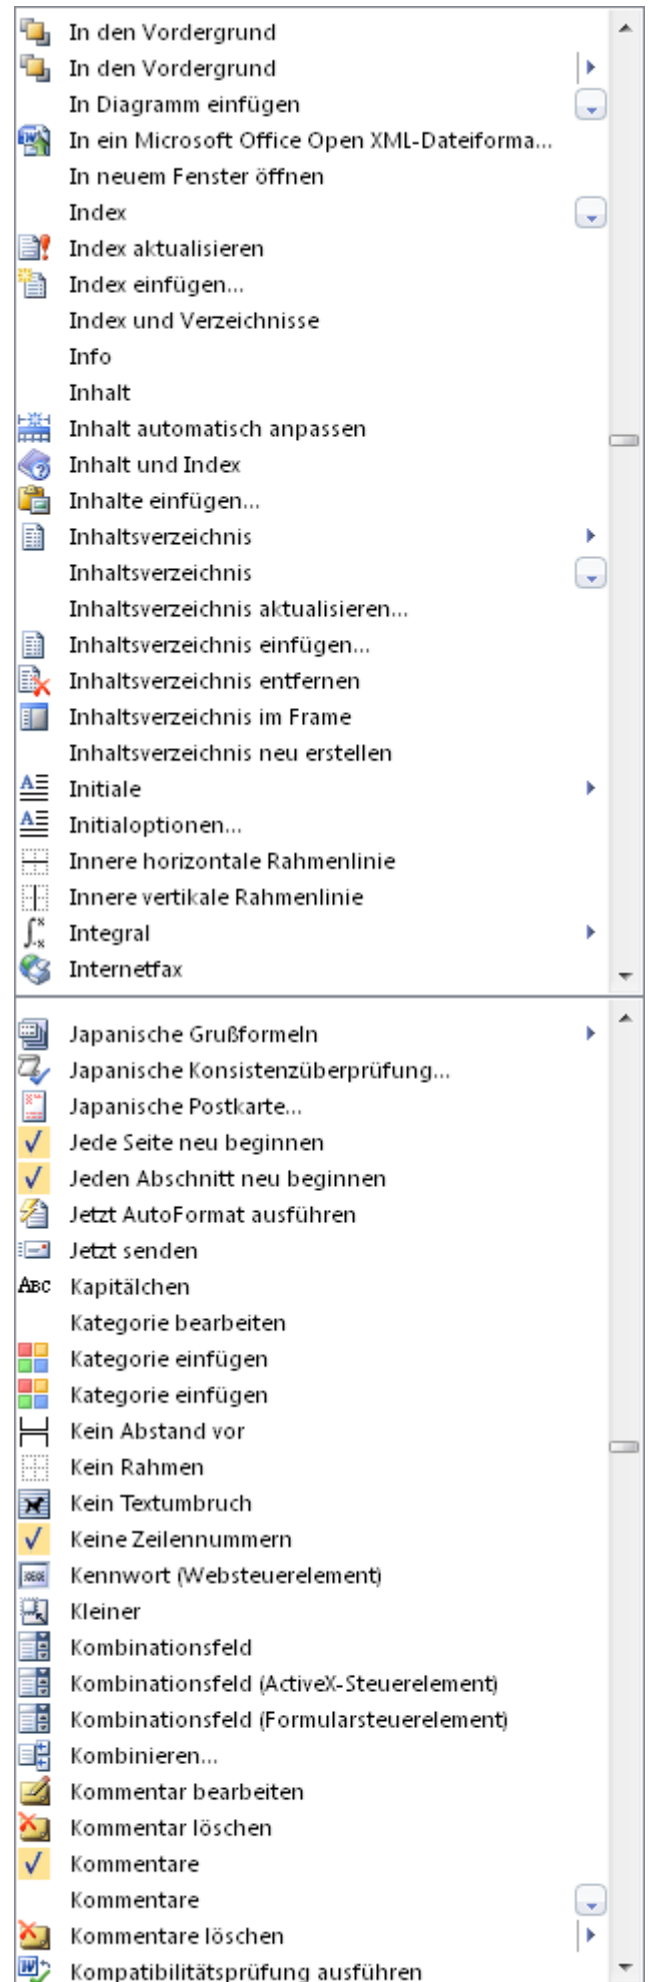 In den Vordergrund
In den Vordergrund
In Diagramm einfügen
In ein Microsoft Office Open XML-Dateiforma...
In neuem Fenster öffnen
Index
Index aktualisieren
Index einfügen...
Index und Verzeichnisse
Info
Inhalt
Inhalt automatisch anpassen
Inhalt und Index
Inhalte einfügen...
Inhaltsverzeichnis
Inhaltsverzeichnis
Inhaltsverzeichnis aktualisieren...
Inhaltsverzeichnis einfügen...
Inhaltsverzeichnis entfernen
Inhaltsverzeichnis im Frame
Inhaltsverzeichnis neu erstellen
Initiale
Initialoptionen...
Innere horizontale Rahmenlinie
Innere vertikale Rahmenlinie
Integral
Internetfax
Japanische Grußformeln
Japanische Konsistenzüberprüfung...
Japanische Postkarte...
Jede Seite neu beginnen
Jeden Abschnitt neu beginnen
Jetzt AutoFormat ausführen
Jetzt senden
ABC Kapitälchen
Kategorie bearbeiten
Kategorie einfügen
Kategorie einfügen
Kein Abstand vor
Kein Rahmen
Kein Textumbruch
Keine Zeilennummern
Kennwort (Websteuerelement)
Kleiner
Kombinationsfeld
Kombinationsfeld (ActiveX-Steuerelement)
Kombinationsfeld (Formularsteuerelement)
Kombinieren...
Kommentar bearbeiten
Kommentar löschen
Kommentare
Kommentare
Kommentare löschen
Kompatibilitätsprüfung ausführen